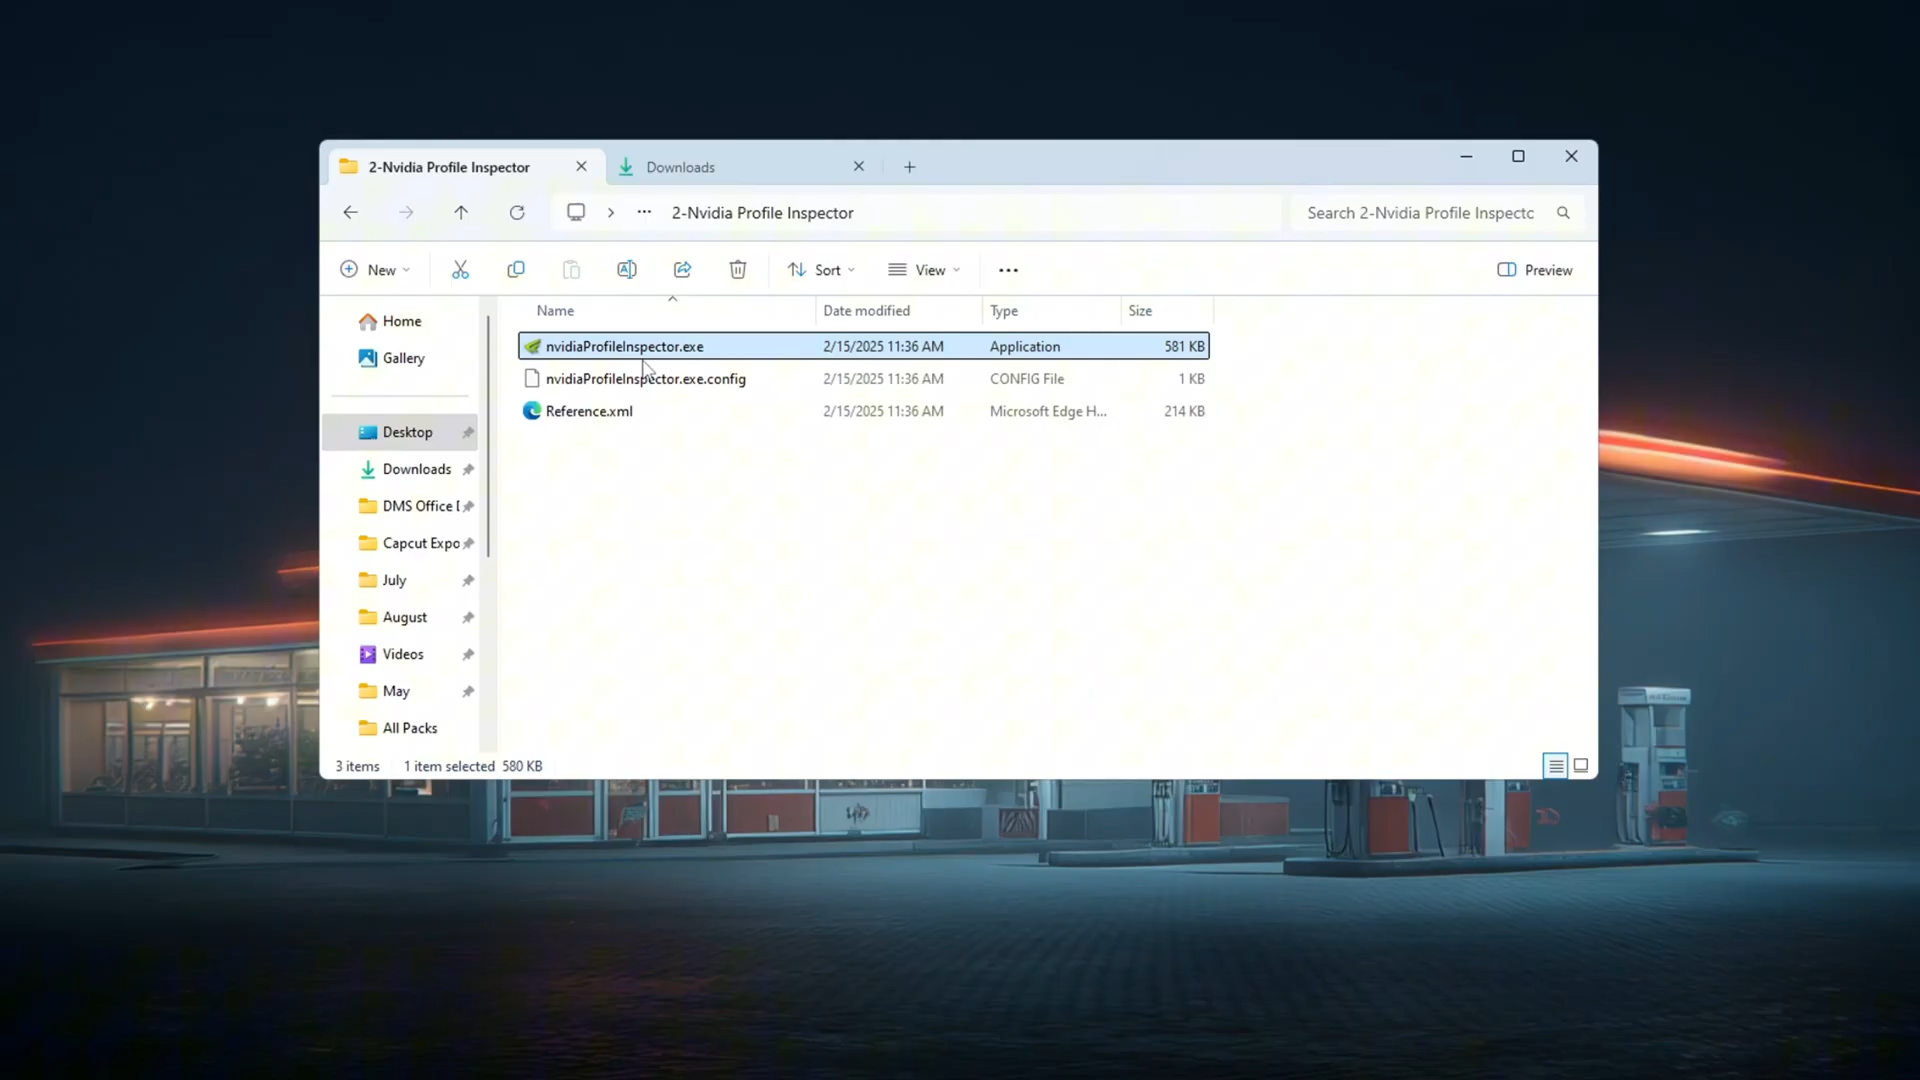 2-Nvidia Profile Inspector
Downloads
2-Nvidia Profile Inspector
Search 2-Nvidia Profile Inspectc
New
Sort
View
Preview
Name
Date modified
Type
Size
nvidiaProfileInspector.exe 2/15/2025 11:36 AM Application 581 KB
nvidiaProfileInspector.exe.config 2/15/2025 11:36 AM CONFIG File 1 KB
Reference.xml 2/15/2025 11:36 AM Microsoft Edge H... 214 KB
Home
Gallery
Desktop
Downloads
DMS Office D
Capcut Expo
July
August
Videos
May
All Packs
3 items
1 item selected 580 KB